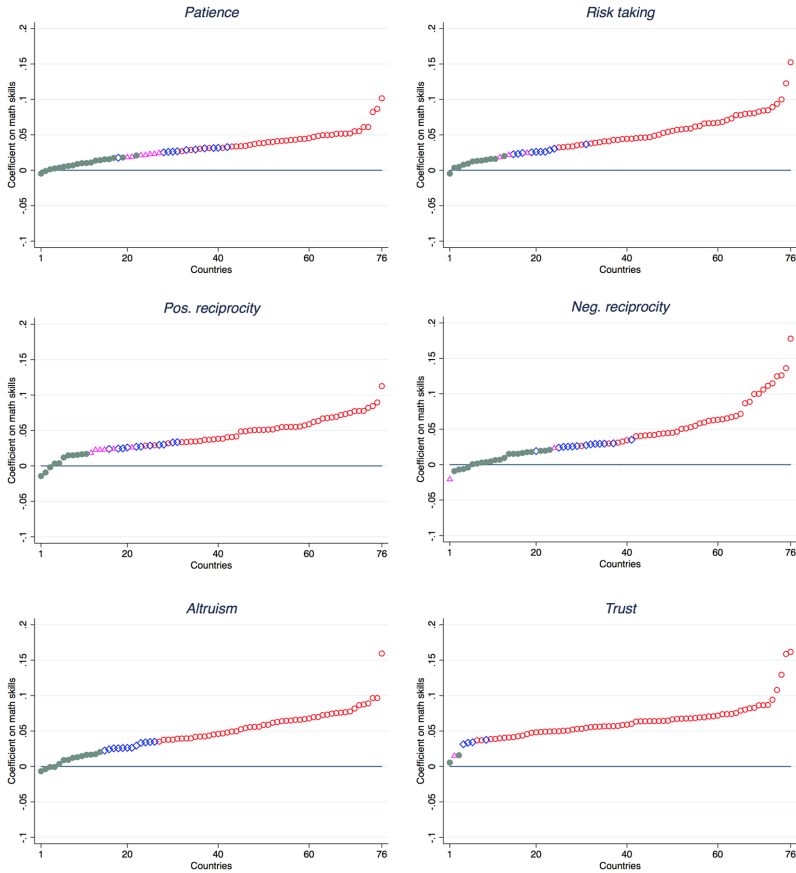 Patience
Coefficient on math skills
.2
.15
.1
.05
0
-.05
-.1
1 20 40 60 76
Countries
Risk taking
Coefficient on math skills
.2
.15
.1
.05
0
-.05
-.1
1 20 40 60 76
Countries
Pos. reciprocity
Coefficient on math skills
.2
.15
.1
.05
0
-.05
-.1
1 20 40 60 76
Countries
Neg. reciprocity
Coefficient on math skills
.2
.15
.1
.05
0
-.05
-.1
1 20 40 60 76
Countries
Altruism
Coefficient on math skills
.2
.15
.1
.05
0
-.05
-.1
1 20 40 60 76
Countries
Trust
Coefficient on math skills
.2
.15
.1
.05
0
-.05
-.1
1 20 40 60 76
Countries